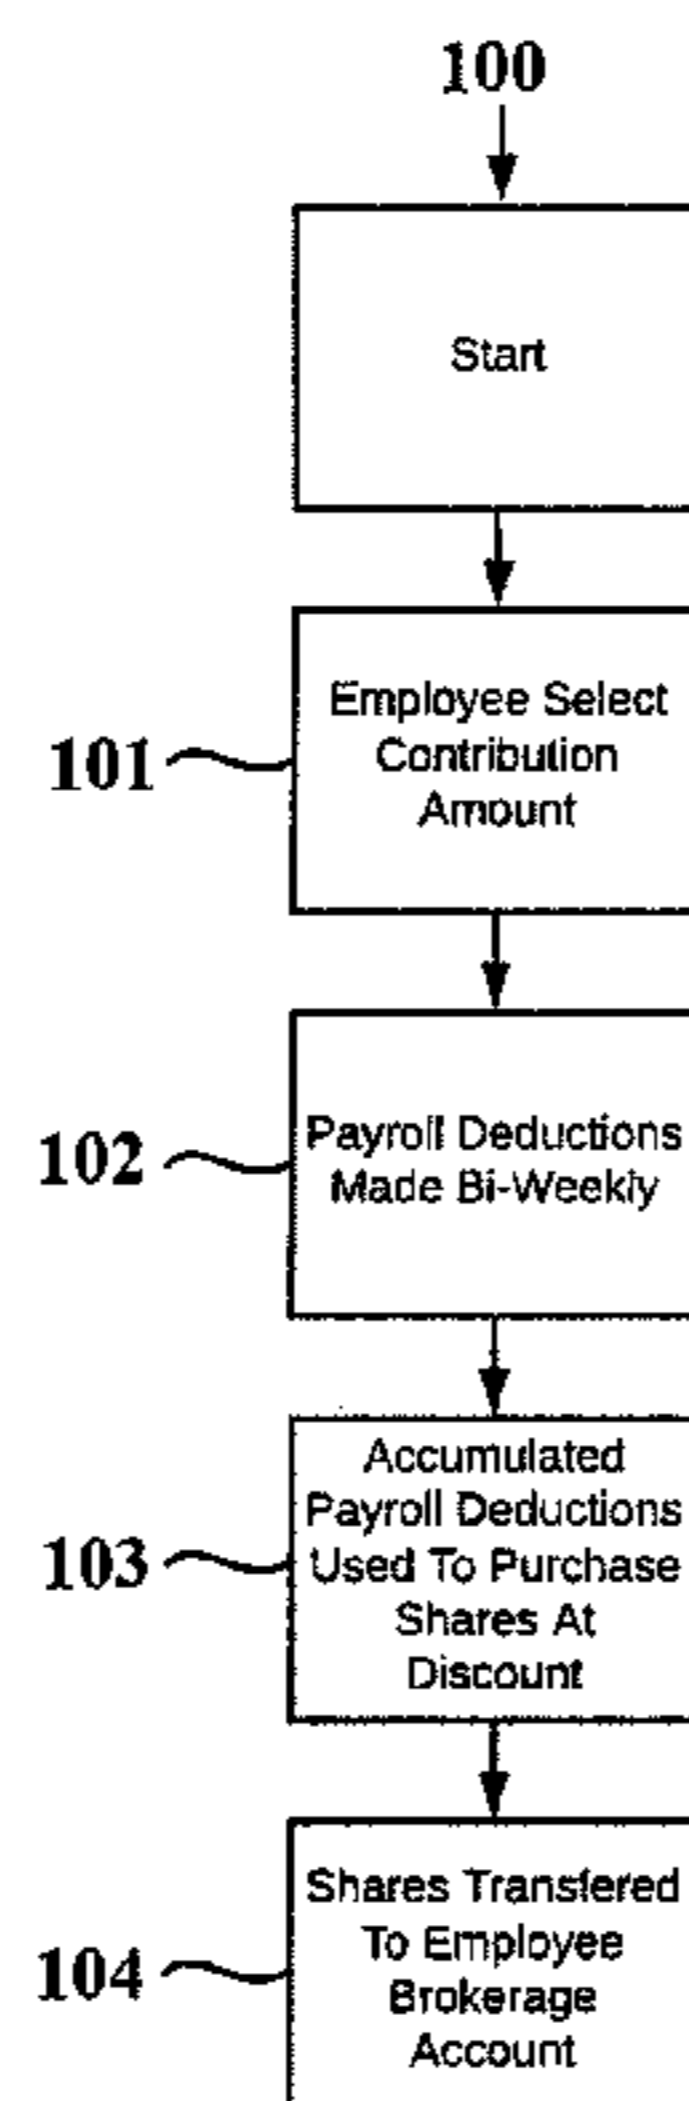 100
Start
101
Employee Select
Contribution
Amount
102
Payroll Deductions
Made Bi-Weekly
103
Accumulated
Payroll Deductions
Used To Purchase
Shares At
Discount
104
Shares Transfered
To Employee
Brokerage
Account